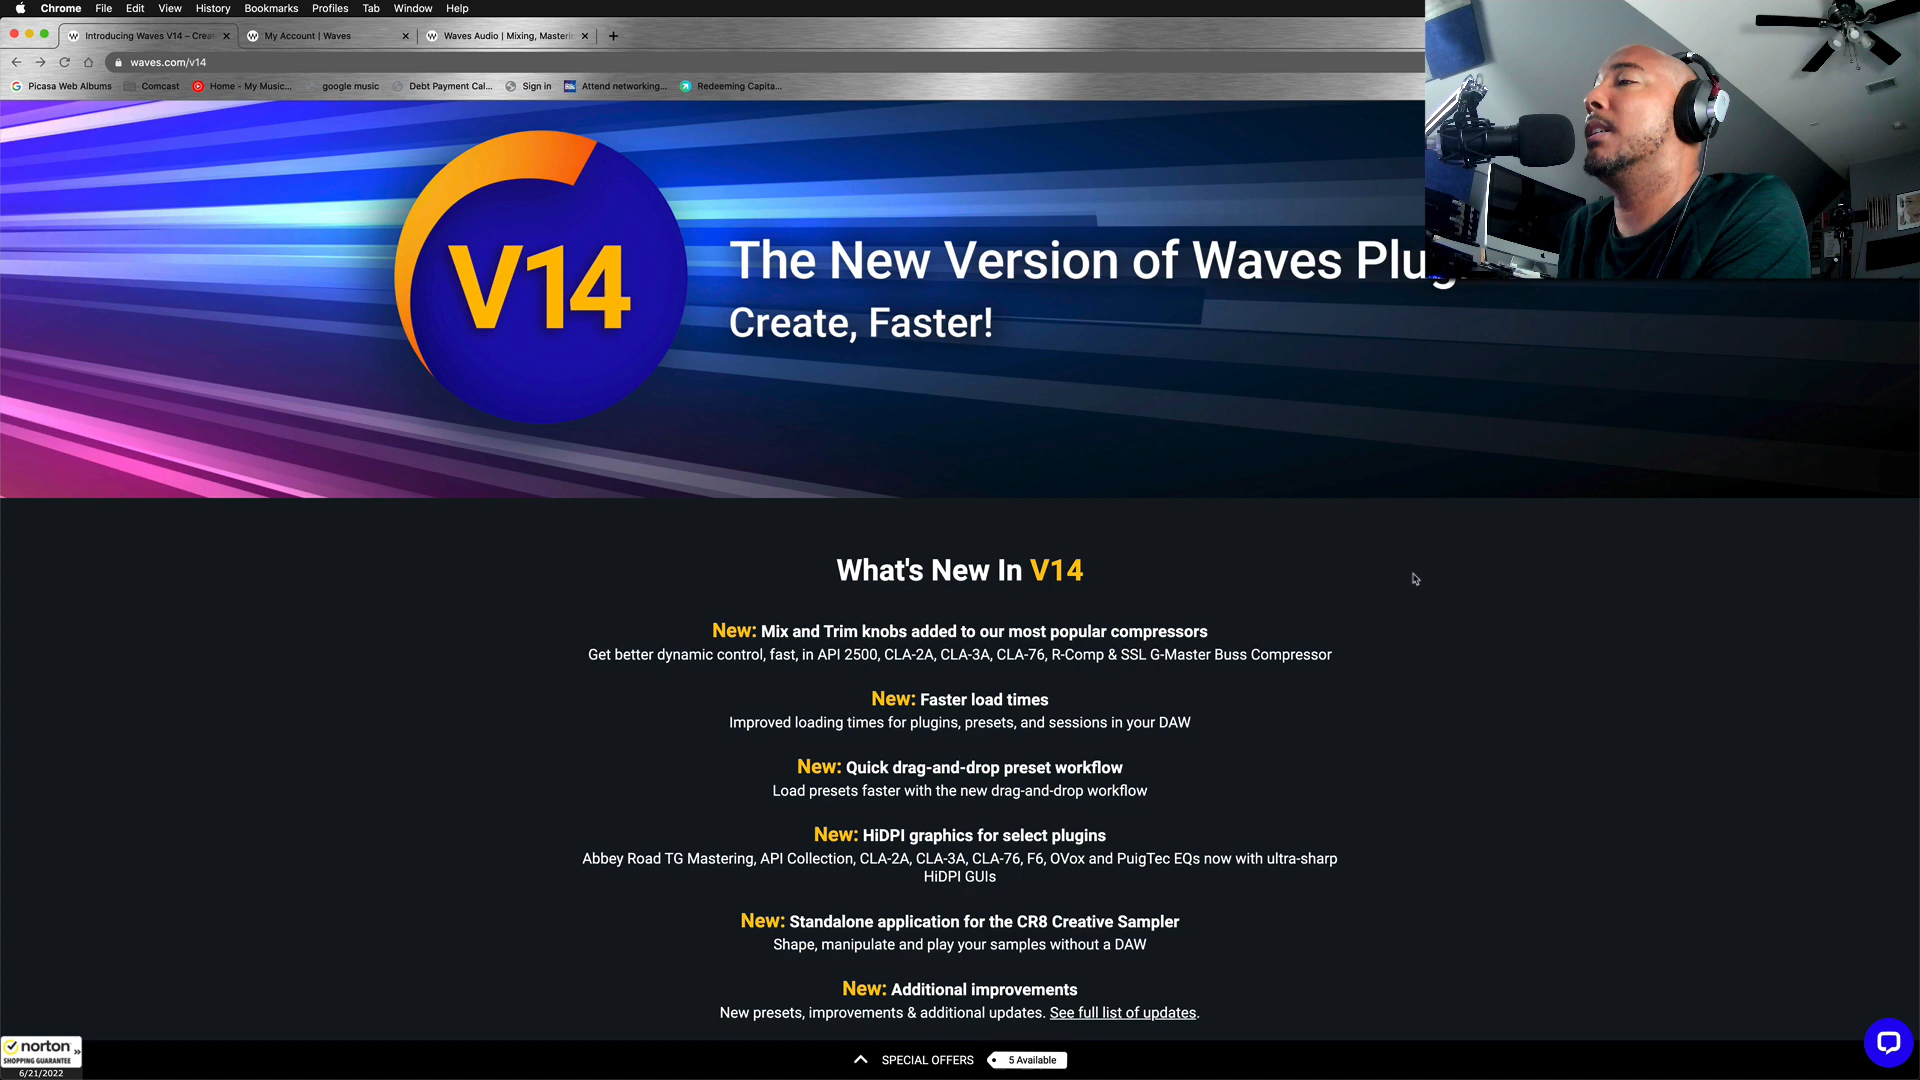 Chrome File Edit View History Bookmarks Profiles Tab Window Help
Introducing Waves V14 – Crea
My Account | Waves
Waves Audio | Mixing, Masterin
waves.com/v14
Picasa Web Albums
Comcast
Home - My Music...
google music
Debt Payment Cal...
Sign in
Attend networking...
Redeeming Capita...
V14
The New Version of Waves Plug
Create, Faster!
What's New In V14
New: Mix and Trim knobs added to our most popular compressors
Get better dynamic control, fast, in API 2500, CLA-2A, CLA-3A, CLA-76, R-Comp & SSL G-Master Buss Compressor
New: Faster load times
Improved loading times for plugins, presets, and sessions in your DAW
New: Quick drag-and-drop preset workflow
Load presets faster with the new drag-and-drop workflow
New: HiDPI graphics for select plugins
Abbey Road TG Mastering, API Collection, CLA-2A, CLA-3A, CLA-76, F6, OVox and PuigTec EQs now with ultra-sharp
HiDPI GUIs
New: Standalone application for the CR8 Creative Sampler
Shape, manipulate and play your samples without a DAW
New: Additional improvements
New presets, improvements & additional updates. See full list of updates.
norton
SHOPPING GUARANTEE
6/21/2022
SPECIAL OFFERS
5 Available